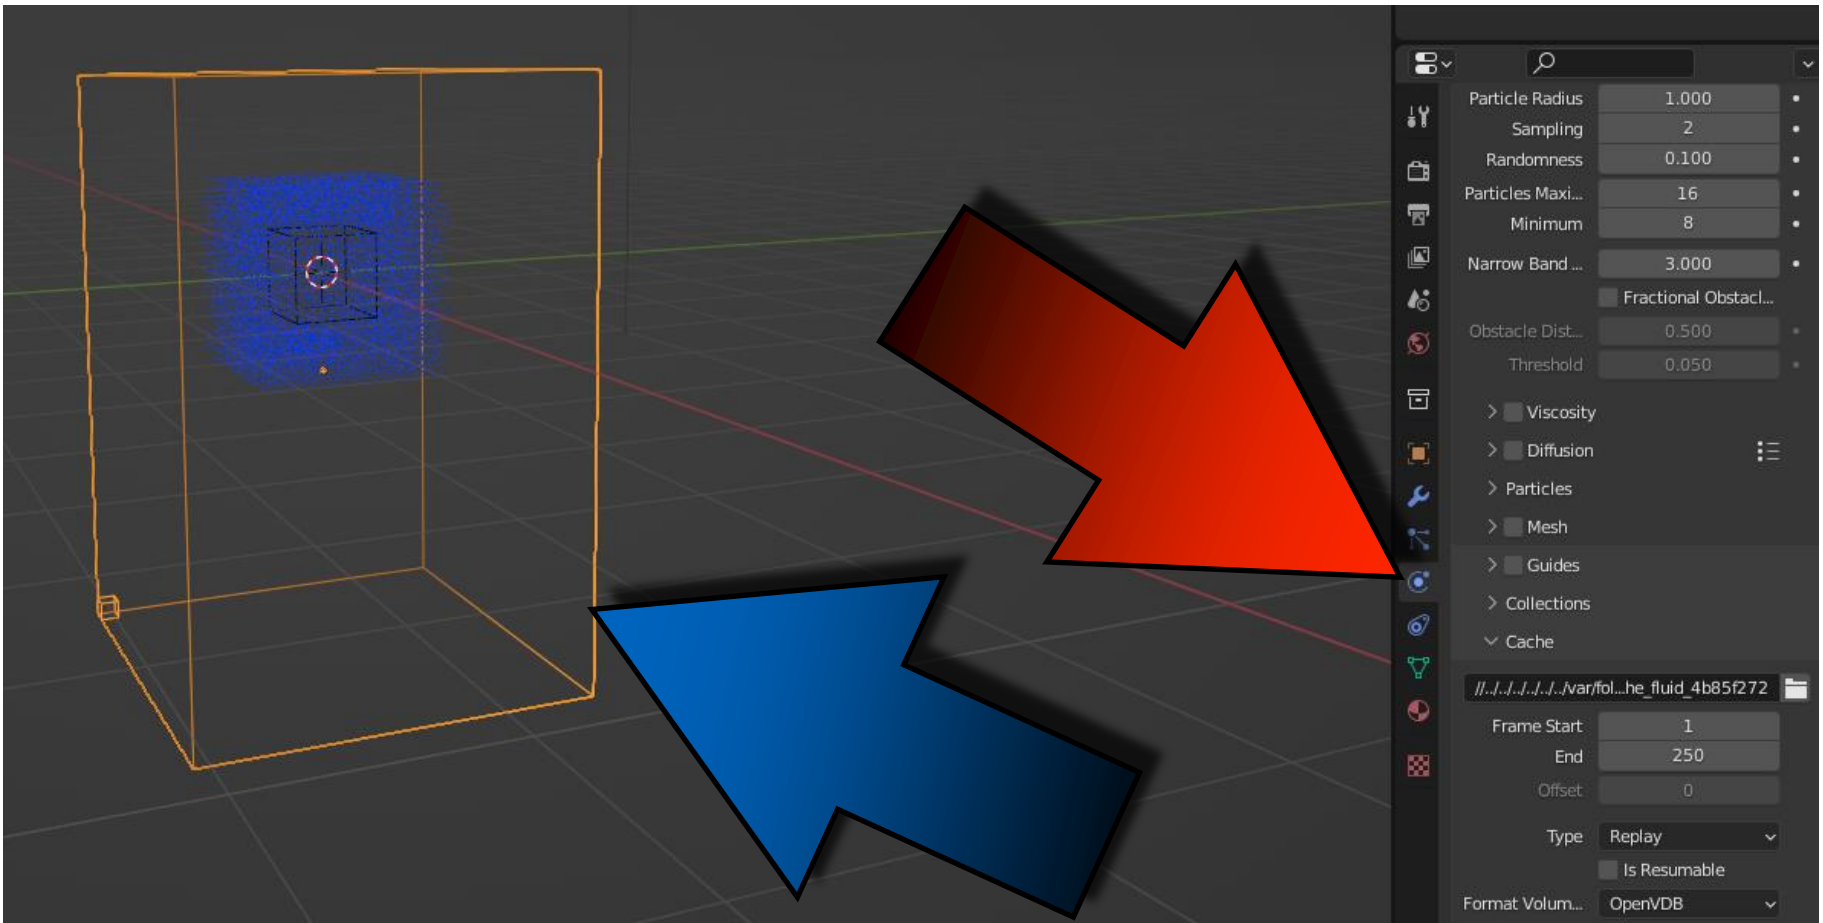 Particle Radius 1.000
Sampling 2
Randomness 0.100
Particles Maxi... 16
Minimum 8
Narrow Band ... 3.000
Fractional Obstacl...
Obstacle Dist... 0.500
Threshold 0.050
Viscosity
Diffusion
Particles
Mesh
Guides
Collections
Cache
//../../../../../../var/fol...he_fluid_4b85f272
Frame Start 1
End 250
Offset 0
Type Replay
Is Resumable
Format Volum... OpenVDB